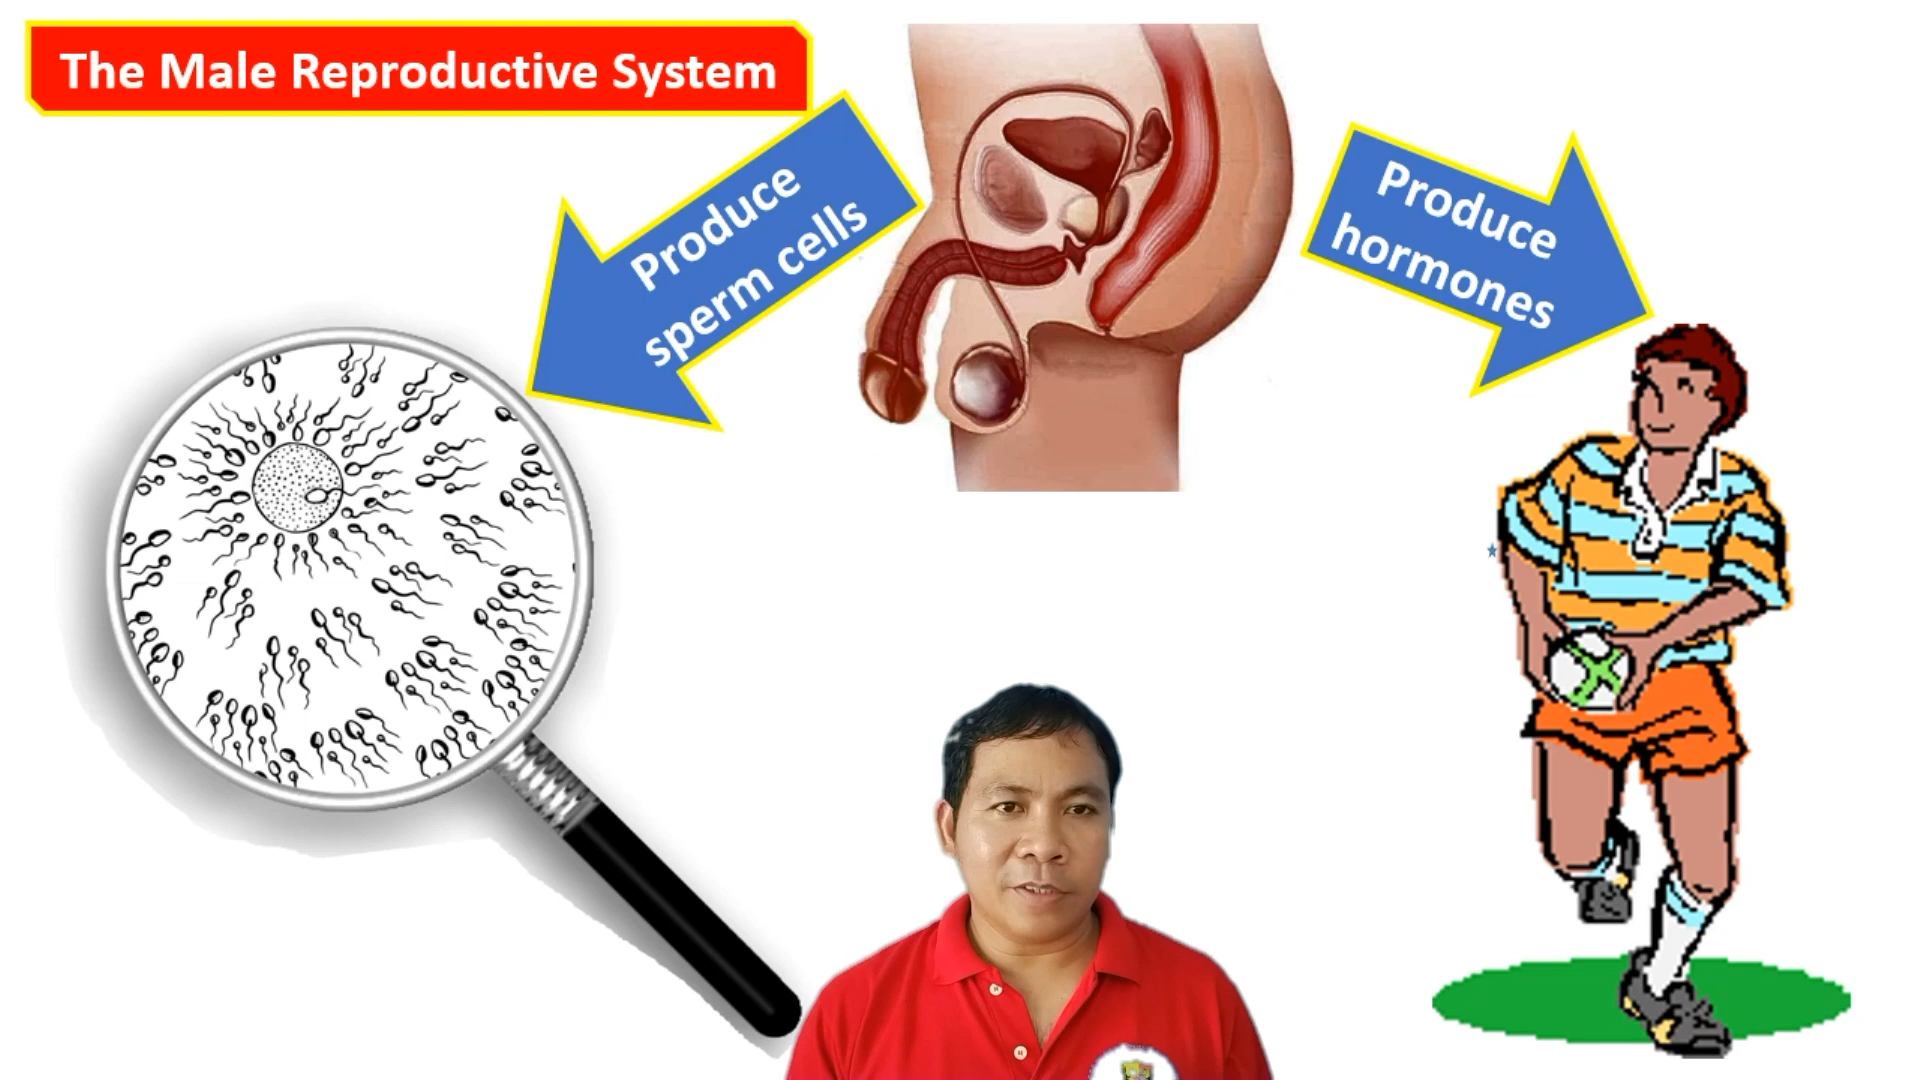 The Male Reproductive System
Produce
sperm cells
Produce
hormones